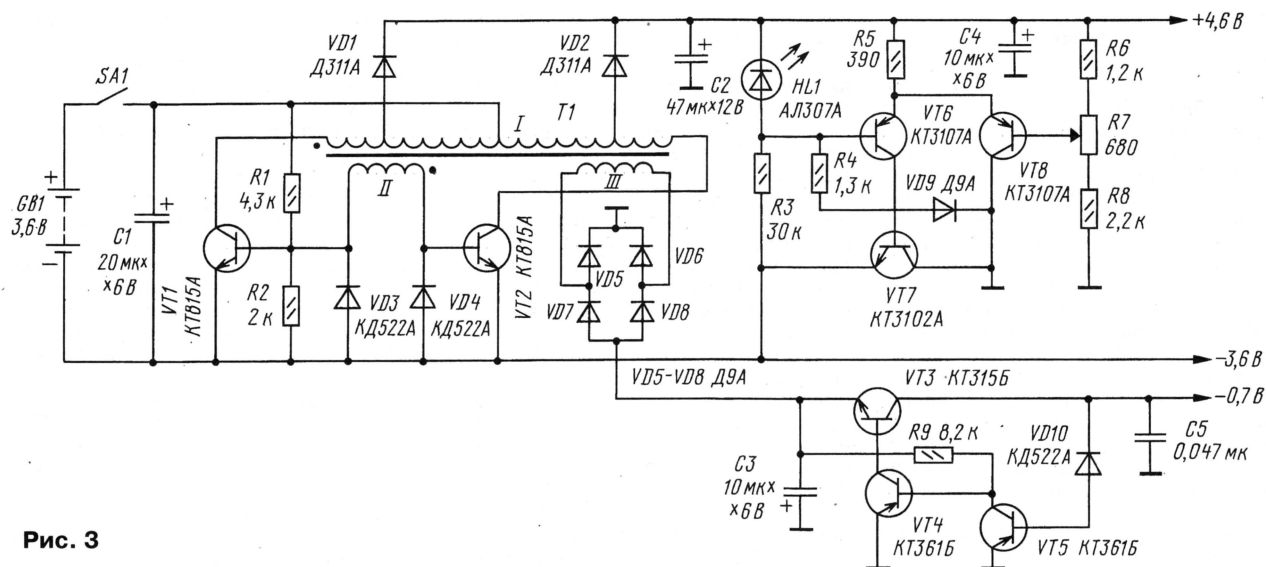 +4,6 В
VD1
Д311А
VD2
Д311А
+
C2
47мк×12В
HL1
АЛ307А
R5
390
C4
10 мк×
×6 В
+
R6
1,2 к
SA1
I
T1
VT6
КТ3107А
R7
680
VT8
КТ3107А
R4
1,3 к
VD9 Д9А
R3
30 к
R8
2,2 к
+
GB1
3,6 В
−
+
C1
20 мк×
×6 В
R1
4,3 к
II
III
VT1
КТ815А
R2
2 к
VD3
КД522А
VD4
КД522А
VT2 КТ815А
VD5
VD6
VD7
VD8
VT7
КТ3102А
−3,6 В
VD5-VD8 Д9А
VT3 КТ315Б
−0,7 В
R9 8,2 к
VD10
КД522А
C5
0,047 мк
C3
10 мк×
×6 В
+
VT4
КТ361Б
VT5 КТ361Б
Рис. 3